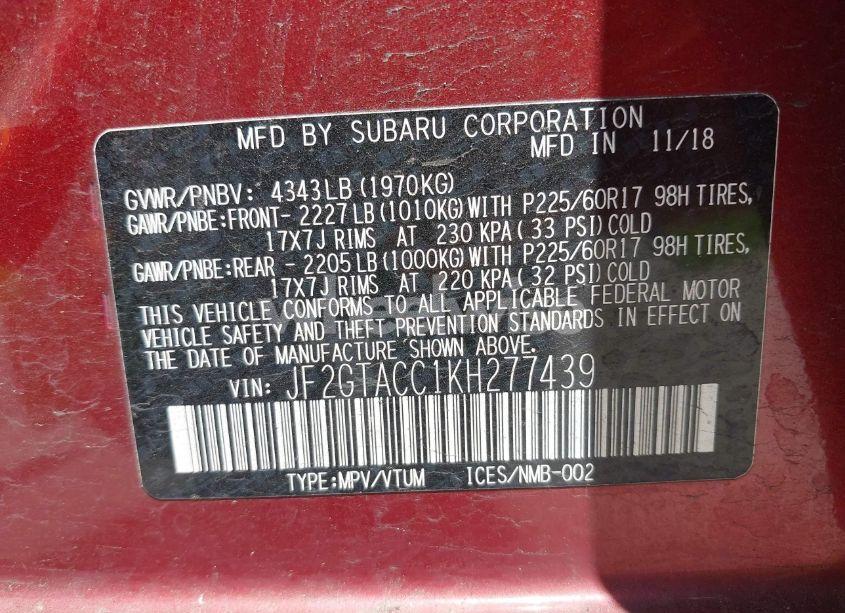 MFD BY SUBARU CORPORATION
MFD IN 11/18
GVWR/PNBV: 4343LB(1970KG)
GAWR/PNBE:FRONT- 2227LB(1010KG)WITH P225/60R17 98H TIRES,
17X7J RIMS AT 230 KPA( 33 PSI)COLD
GAWR/PNBE:REAR - 2205LB(1000KG)WITH P225/60R17 98H TIRES,
17X7J RIMS AT 220 KPA( 32 PSI)COLD
THIS VEHICLE CONFORMS TO ALL APPLICABLE FEDERAL MOTOR
VEHICLE SAFETY AND THEFT PREVENTION STANDARDS IN EFFECT ON
THE DATE OF MANUFACTURE SHOWN ABOVE.
VIN: JF2GTACC1KH277439
TYPE:MPV/VTUM ICES/NMB-002